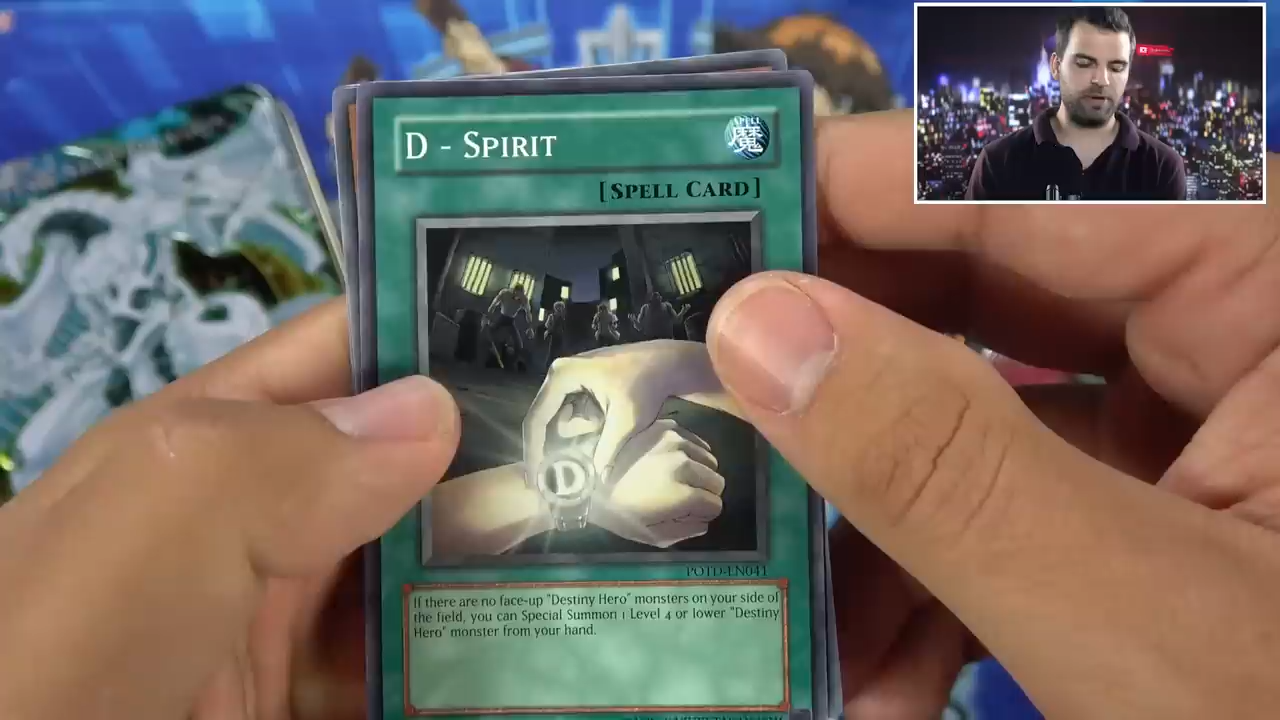 D - Spirit
魔
[Spell Card]
D
POTD-EN041
If there are no face-up "Destiny Hero" monsters on your side of
the field, you can Special Summon 1 Level 4 or lower "Destiny
Hero" monster from your hand.